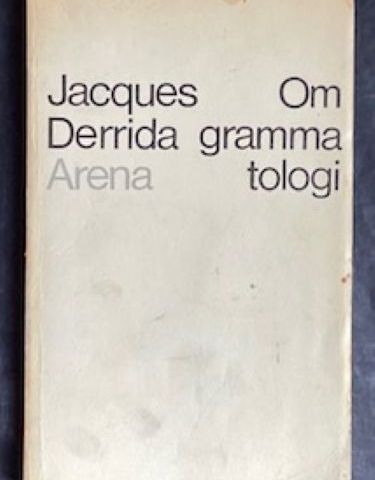 Jacques Om
Derrida gramma
Arena tologi